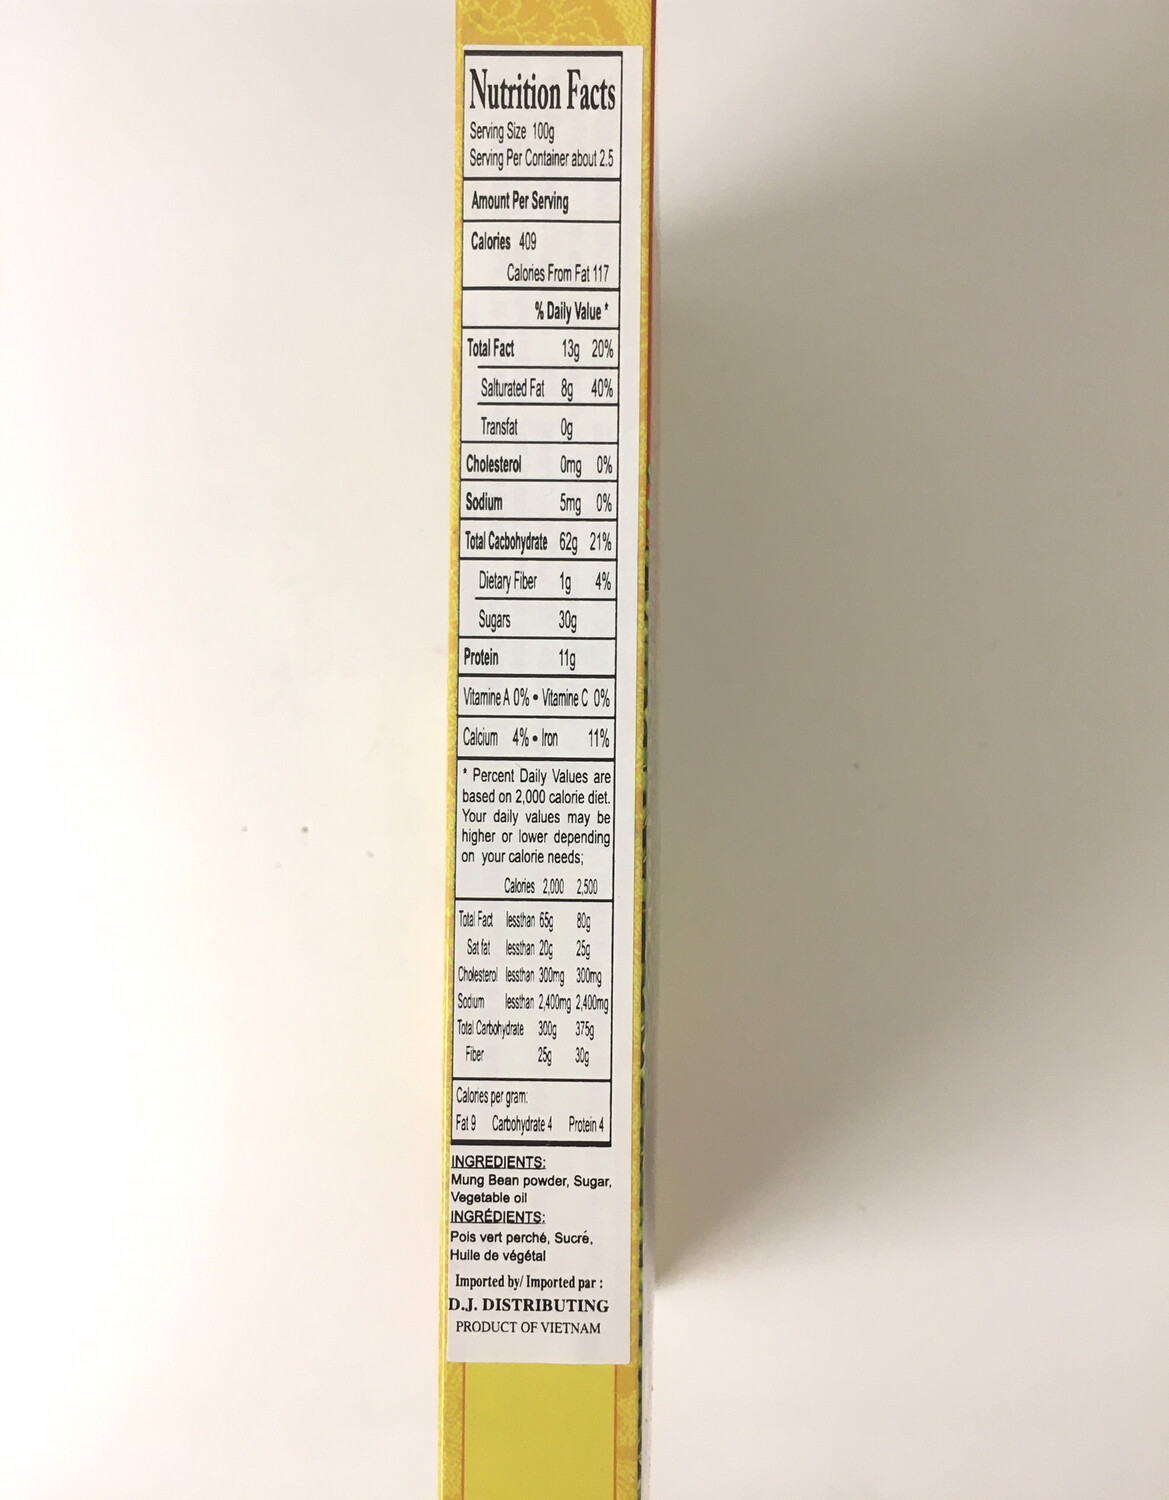 Nutrition Facts
Serving Size 100g
Serving Per Container about 2.5
Amount Per Serving
Calories 409
Calories From Fat 117
% Daily Value *
Total Fact 13g 20%
Salturated Fat 8g 40%
Transfat 0g
Cholesterol 0mg 0%
Sodium 5mg 0%
Total Cacbohydrate 62g 21%
Dietary Fiber 1g 4%
Sugars 30g
Protein 11g
Vitamine A 0% • Vitamine C 0%
Calcium 4% • Iron 11%
* Percent Daily Values are
based on 2,000 calorie diet.
Your daily values may be
higher or lower depending
on your calorie needs;
Calories 2,000 2,500
Total Fact lessthan 65g 80g
Sat fat lessthan 20g 25g
Cholesterol lessthan 300mg 300mg
Sodium lessthan 2,400mg 2,400mg
Total Carbohydrate 300g 375g
Fiber 25g 30g
Calories per gram:
Fat 9 Carbohydrate 4 Protein 4
INGREDIENTS:
Mung Bean powder, Sugar,
Vegetable oil
INGRÉDIENTS:
Pois vert perché, Sucré,
Huile de végétal
Imported by/ Imported par :
D.J. DISTRIBUTING
PRODUCT OF VIETNAM